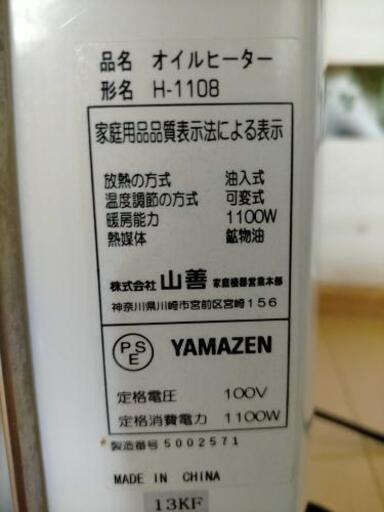 品名 オイルヒーター
形名 H-1108
家庭用品品質表示法による表示
放熱の方式 油入式
温度調節の方式 可変式
暖房能力 1100W
熱媒体 鉱物油
株式会社 山善 家庭機器営業本部
神奈川県川崎市宮前区宮崎156
PSE YAMAZEN
定格電圧 100V
定格消費電力 1100W
製造番号 5002571
MADE IN CHINA
13KF